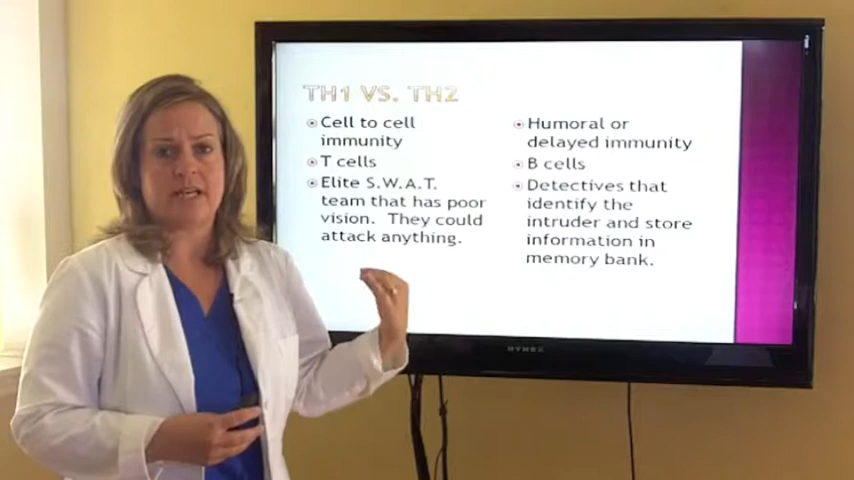 TH1 VS. TH2
Cell to cell
immunity
T cells
Elite S.W.A.T.
team that has poor
vision. They could
attack anything.
Humoral or
delayed immunity
B cells
Detectives that
identify the
intruder and store
information in
memory bank.
DYNEX